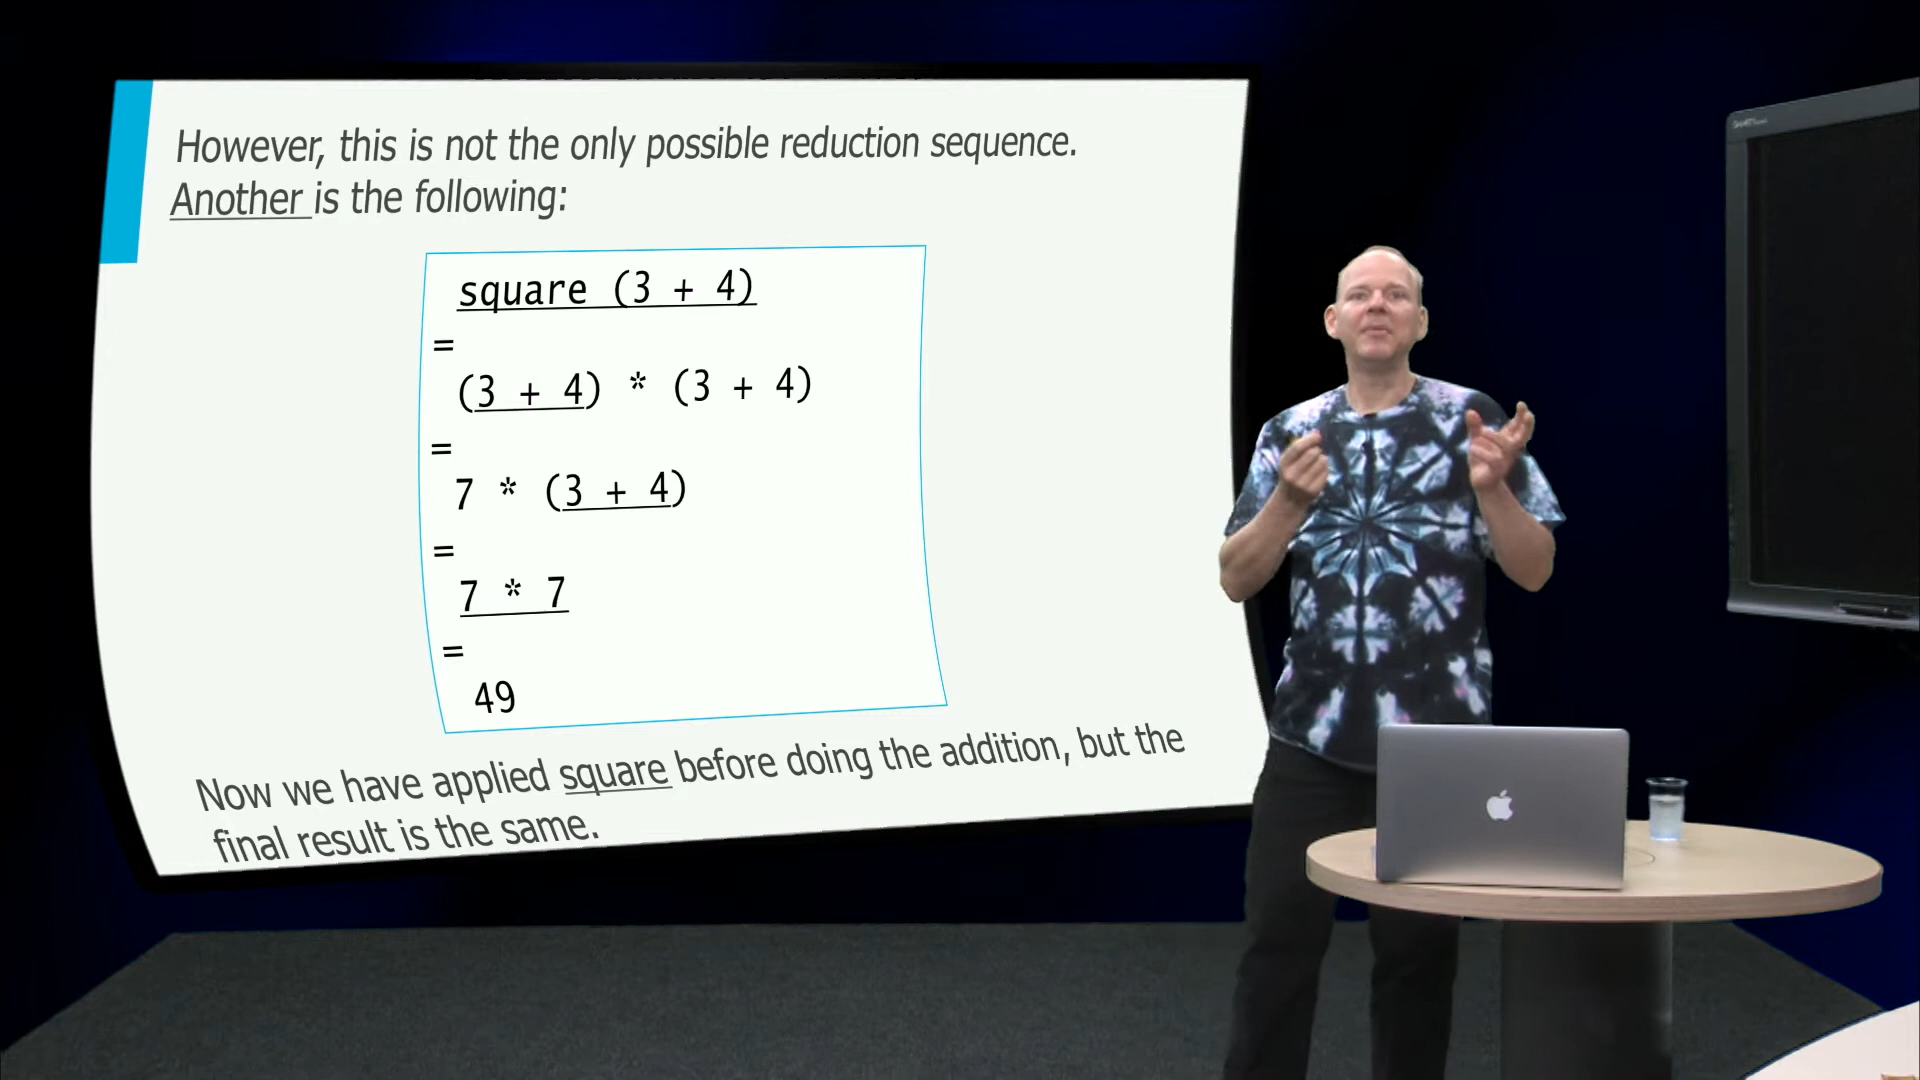 However, this is not the only possible reduction sequence.
Another is the following:
square (3 + 4)
=
(3 + 4) * (3 + 4)
=
7 * (3 + 4)
=
7 * 7
=
49
Now we have applied square before doing the addition, but the
final result is the same.